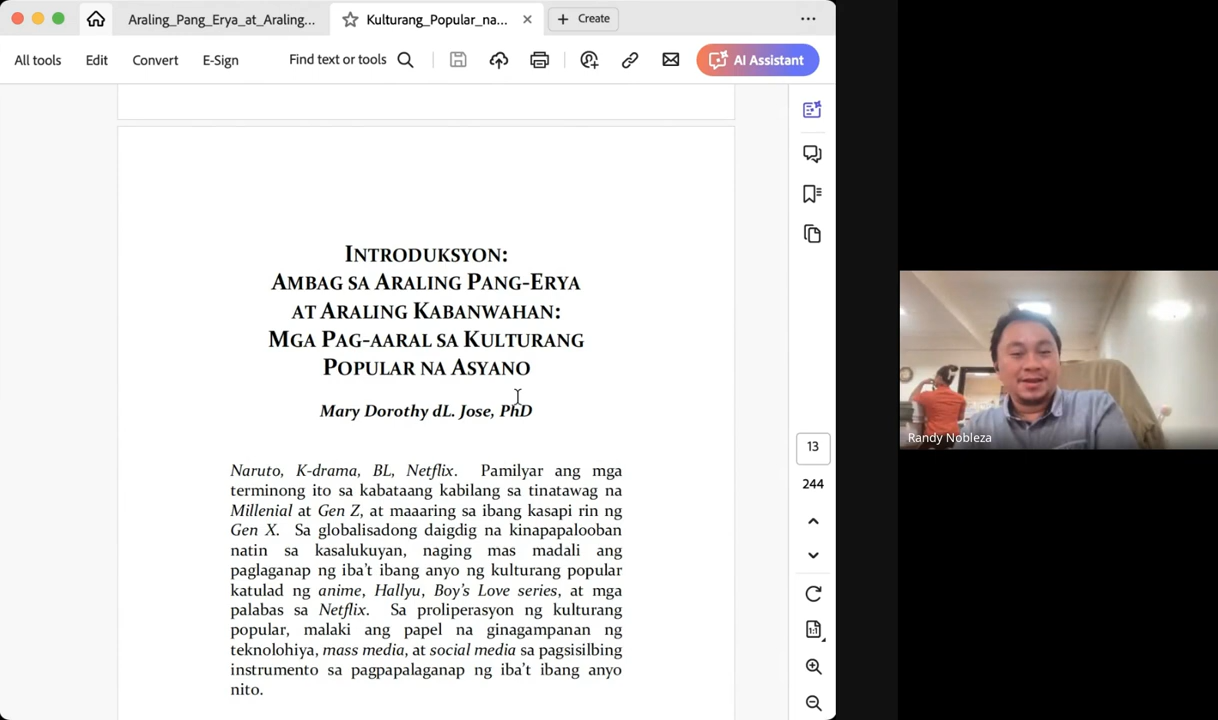 Araling_Pang_Erya_at_Araling...
Kulturang_Popular_na...
Create
All tools
Edit
Convert
E-Sign
Find text or tools
AI Assistant
INTRODUKSYON:
AMBAG SA ARALING PANG-ERYA
AT ARALING KABANWAHAN:
MGA PAG-AARAL SA KULTURANG
POPULAR NA ASYANO
Mary Dorothy dL. Jose, PhD
Naruto, K-drama, BL, Netflix. Pamilyar ang mga
terminong ito sa kabataang kabilang sa tinatawag na
Millenial at Gen Z, at maaaring sa ibang kasapi rin ng
Gen X. Sa globalisadong daigdig na kinapapalooban
natin sa kasalukuyan, naging mas madali ang
paglaganap ng iba't ibang anyo ng kulturang popular
katulad ng anime, Hallyu, Boy's Love series, at mga
palabas sa Netflix. Sa proliperasyon ng kulturang
popular, malaki ang papel na ginagampanan ng
teknolohiya, mass media, at social media sa pagsisilbing
instrumento sa pagpapalaganap ng iba't ibang anyo
nito.
13
244
1:1
Randy Nobleza